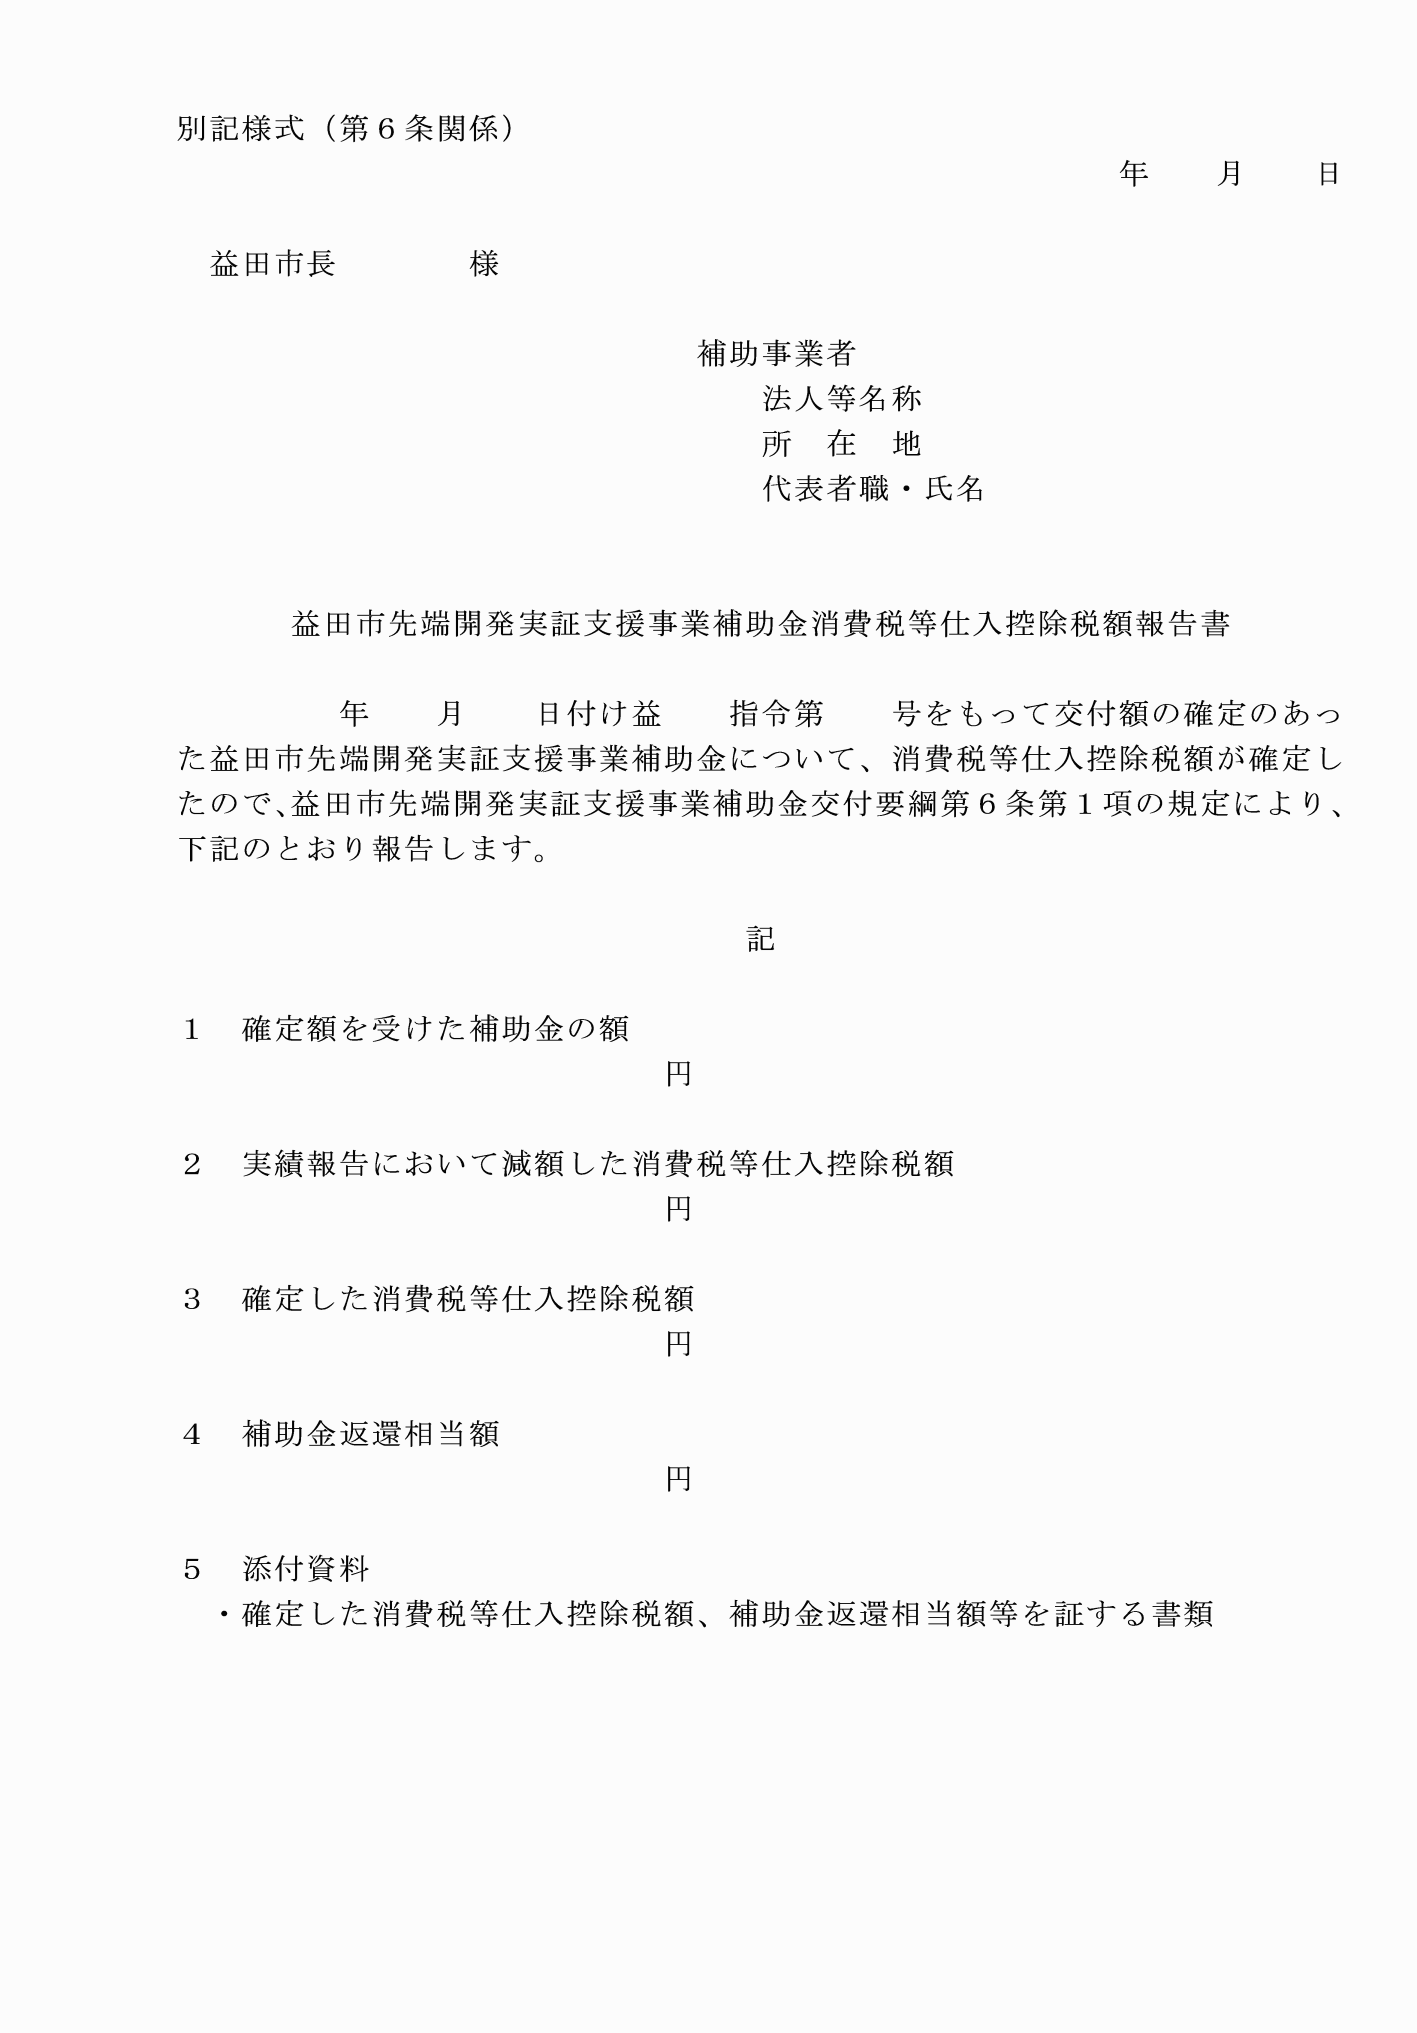 別記様式（第６条関係）
年　　月　　日
益田市長　　　　様
補助事業者
法人等名称
所　在　地
代表者職・氏名
益田市先端開発実証支援事業補助金消費税等仕入控除税額報告書
年　　月　　日付け益　　指令第　　号をもって交付額の確定のあっ
た益田市先端開発実証支援事業補助金について、消費税等仕入控除税額が確定し
たので、益田市先端開発実証支援事業補助金交付要綱第６条第１項の規定により、
下記のとおり報告します。
記
１　確定額を受けた補助金の額
円
２　実績報告において減額した消費税等仕入控除税額
円
３　確定した消費税等仕入控除税額
円
４　補助金返還相当額
円
５　添付資料
・確定した消費税等仕入控除税額、補助金返還相当額等を証する書類